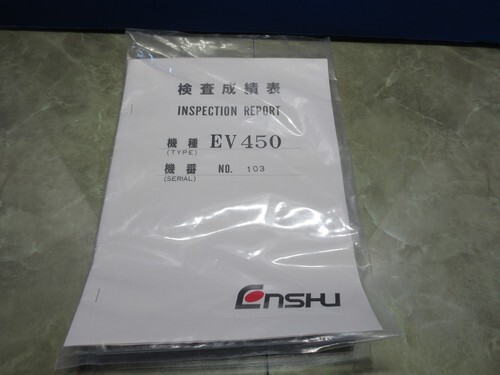 検査成績表
INSPECTION REPORT
機種 EV450
(TYPE)
機番 NO. 103
(SERIAL)
ENSHU